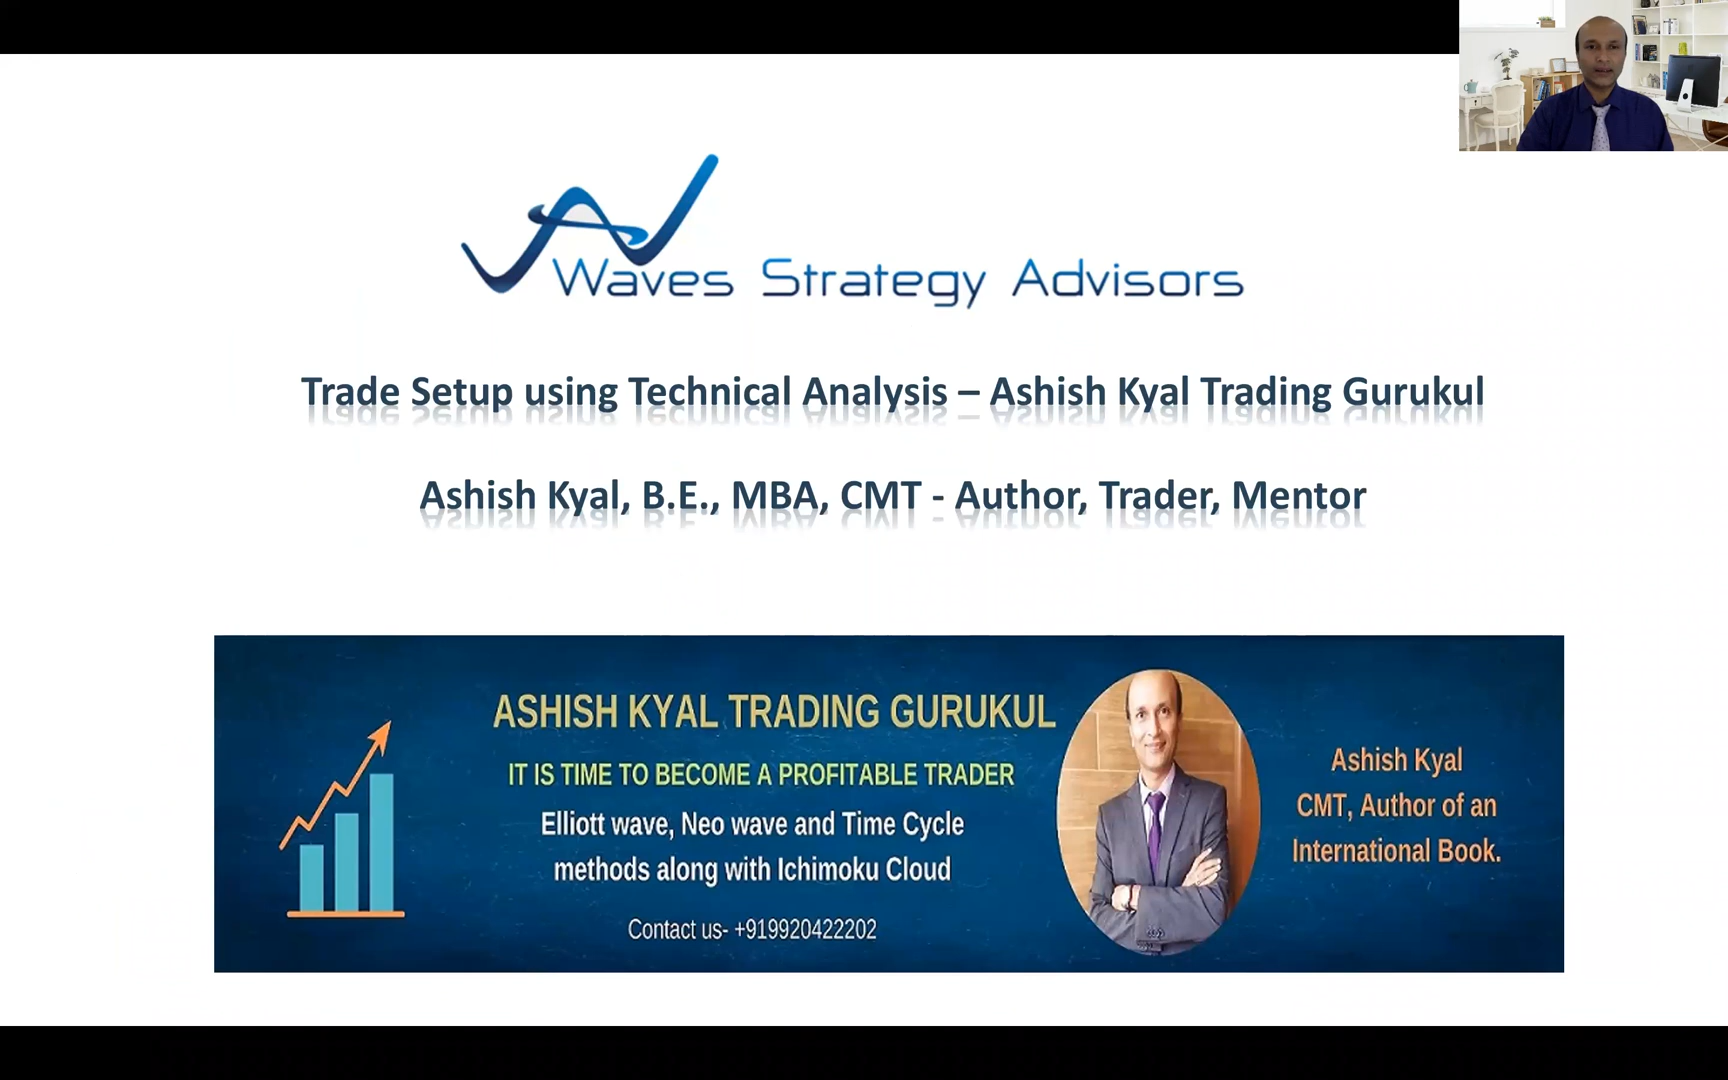 Waves Strategy Advisors
Trade Setup using Technical Analysis – Ashish Kyal Trading Gurukul
Ashish Kyal, B.E., MBA, CMT - Author, Trader, Mentor
ASHISH KYAL TRADING GURUKUL
IT IS TIME TO BECOME A PROFITABLE TRADER
Elliott wave, Neo wave and Time Cycle
methods along with Ichimoku Cloud
Contact us- +919920422202
Ashish Kyal
CMT, Author of an
International Book.